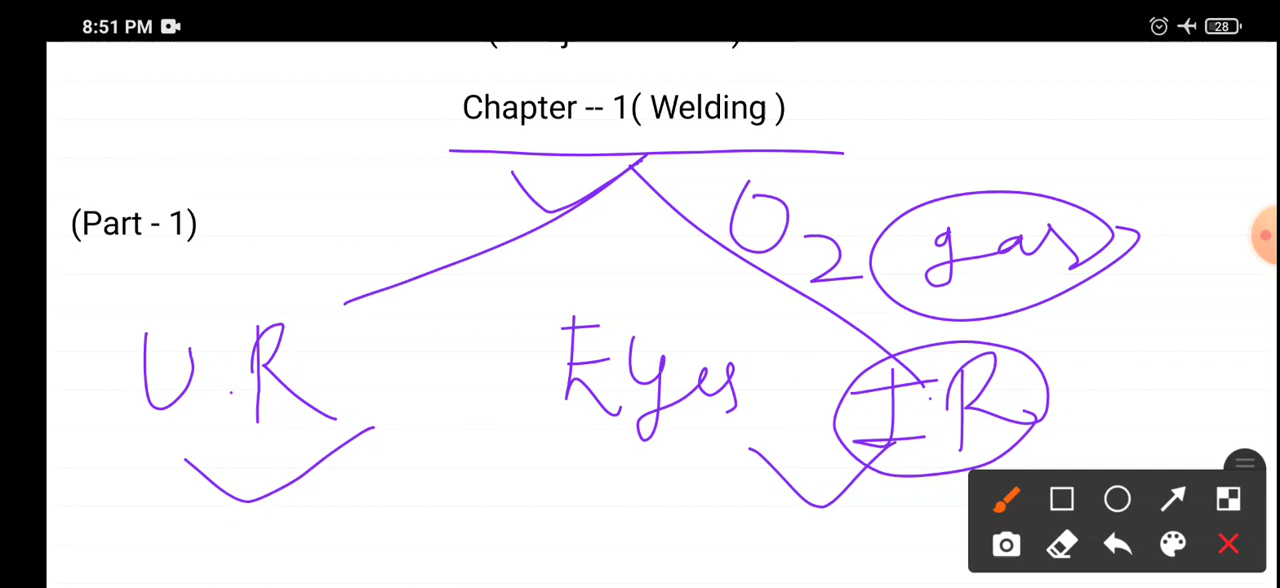 8:51 PM
28
Chapter -- 1( Welding )
(Part - 1)
O2 gas
U.R
Eyes
I.R